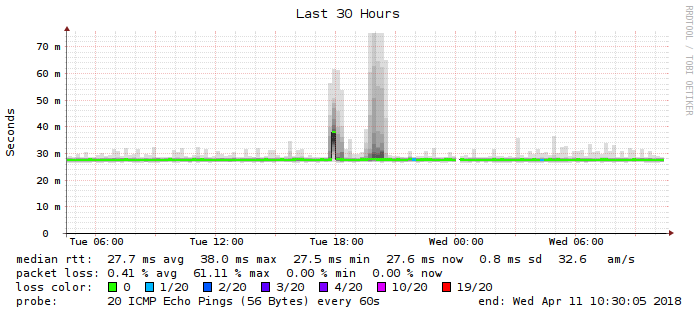 Last 30 Hours
RRDTOOL / TOBI OETIKER
Seconds
70 m
60 m
50 m
40 m
30 m
20 m
10 m
0
Tue 06:00 Tue 12:00 Tue 18:00 Wed 00:00 Wed 06:00
median rtt: 27.7 ms avg 38.0 ms max 27.5 ms min 27.6 ms now 0.8 ms sd 32.6 am/s
packet loss: 0.41 % avg 61.11 % max 0.00 % min 0.00 % now
loss color: 0 1/20 2/20 3/20 4/20 10/20 19/20
probe: 20 ICMP Echo Pings (56 Bytes) every 60s end: Wed Apr 11 10:30:05 2018